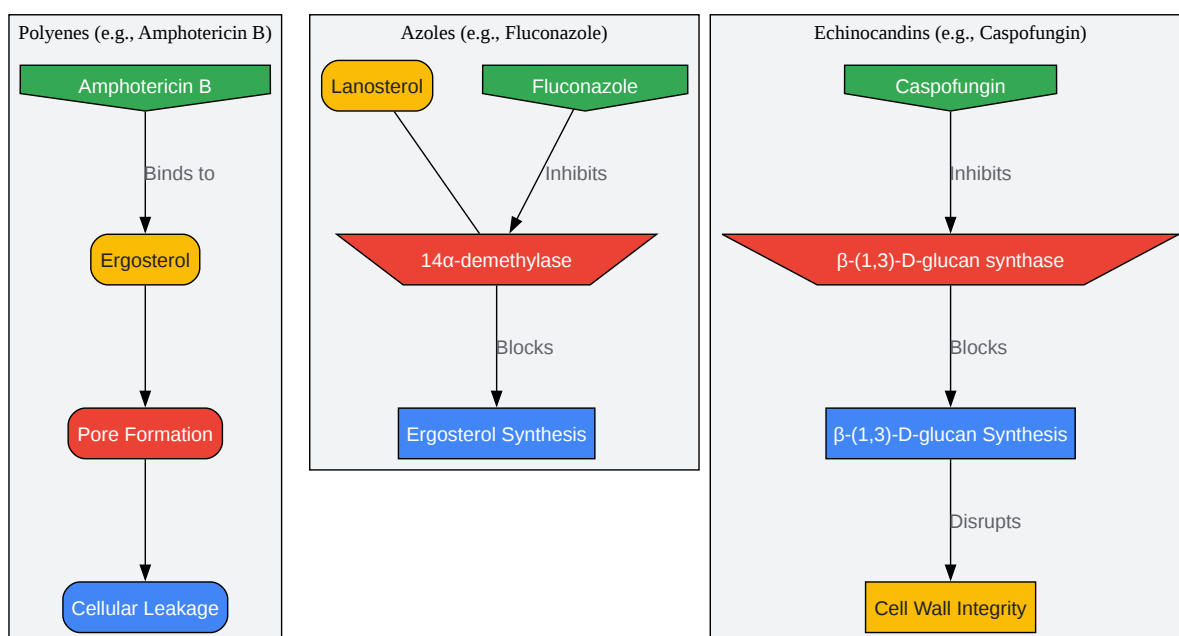 Polyenes (e.g., Amphotericin B)
Amphotericin B
Binds to
Ergosterol
Pore Formation
Cellular Leakage
Azoles (e.g., Fluconazole)
Lanosterol
Fluconazole
Inhibits
14α-demethylase
Blocks
Ergosterol Synthesis
Echinocandins (e.g., Caspofungin)
Caspofungin
Inhibits
β-(1,3)-D-glucan synthase
Blocks
β-(1,3)-D-glucan Synthesis
Disrupts
Cell Wall Integrity